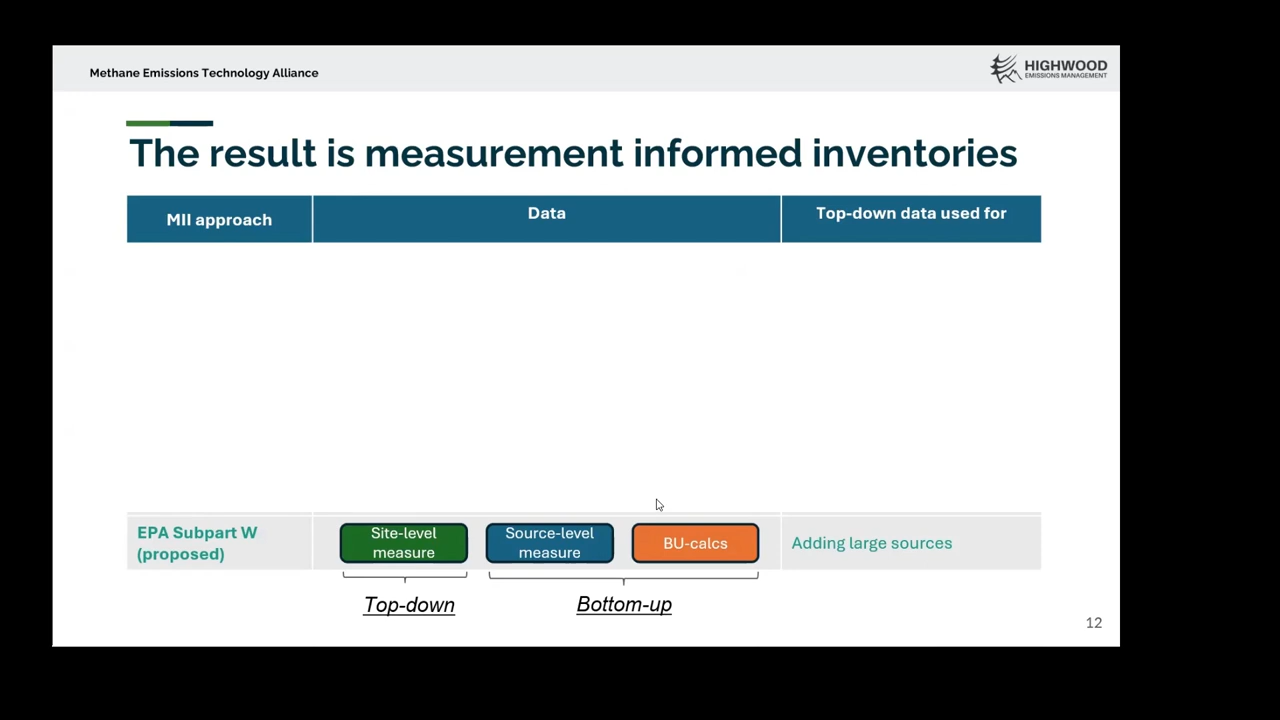 Methane Emissions Technology Alliance
HIGHWOOD
EMISSIONS MANAGEMENT
The result is measurement informed inventories
MII approach
Data
Top-down data used for
EPA Subpart W
(proposed)
Site-level
measure
Source-level
measure
BU-calcs
Adding large sources
Top-down
Bottom-up
12